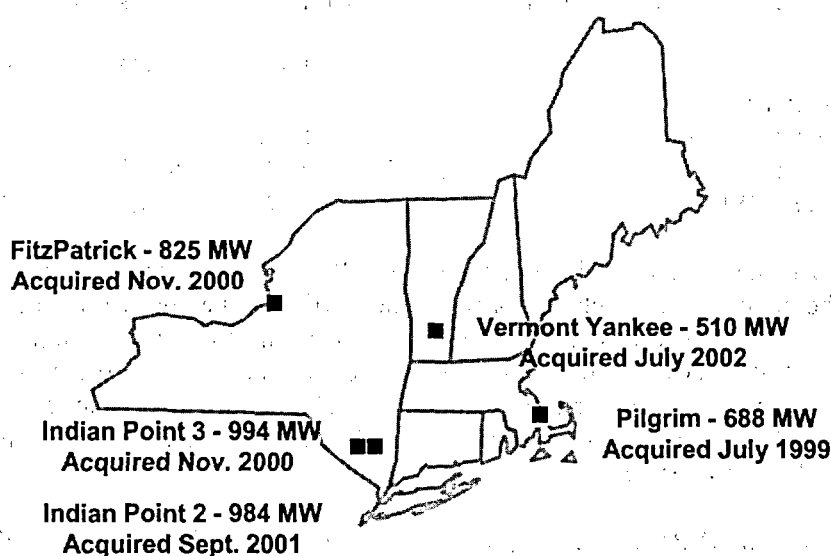 FitzPatrick - 825 MW
Acquired Nov. 2000
Vermont Yankee - 510 MW
Acquired July 2002
Pilgrim - 688 MW
Acquired July 1999
Indian Point 3 - 994 MW
Acquired Nov. 2000
Indian Point 2 - 984 MW
Acquired Sept. 2001